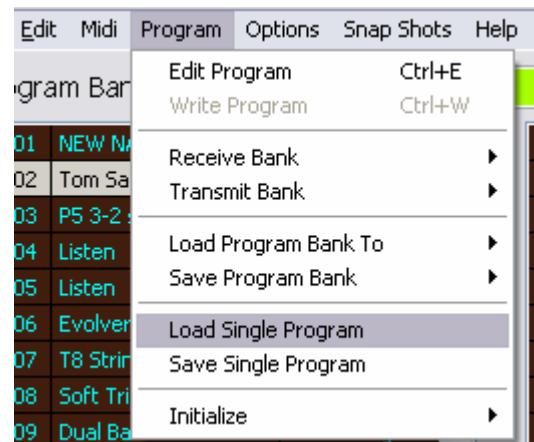 Edit Midi Program Options Snap Shots Help
gram Ban
Edit Program Ctrl+E
Write Program Ctrl+W
Receive Bank
Transmit Bank
Load Program Bank To
Save Program Bank
Load Single Program
Save Single Program
Initialize
01 NEW NA
02 Tom Sa
03 P5 3-2 s
04 Listen
05 Listen
06 Evolver
07 T8 Strin
08 Soft Tri
09 Dual Ba